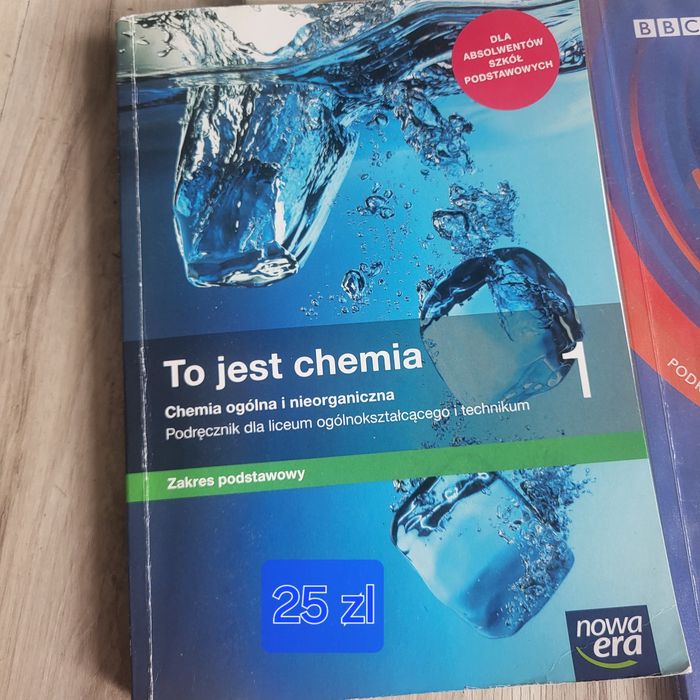 DLA
ABSOLWENTÓW
SZKÓŁ
PODSTAWOWYCH
BBC
To jest chemia
1
Chemia ogólna i nieorganiczna
Podręcznik dla liceum ogólnokształcącego i technikum
Zakres podstawowy
25 zl
nowa
era